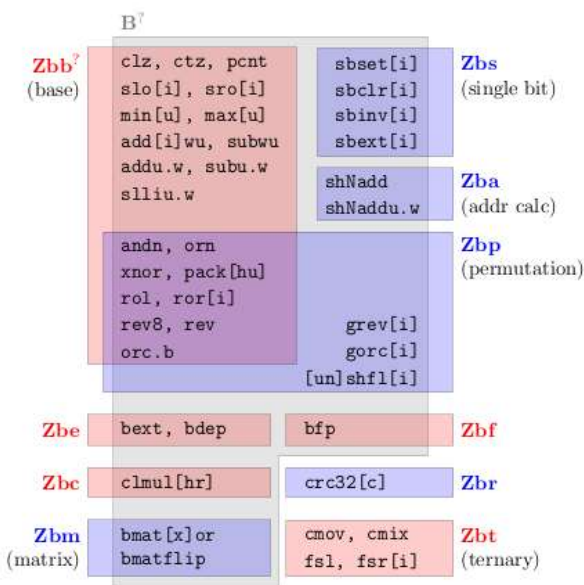 B?
Zbb?
(base)
clz, ctz, pcnt
slo[i], sro[i]
min[u], max[u]
add[i]wu, subwu
addu.w, subu.w
slliu.w
sbset[i]
sbclr[i]
sbinv[i]
sbext[i]
Zbs
(single bit)
shNadd
shNaddu.w
Zba
(addr calc)
andn, orn
xnor, pack[hu]
rol, ror[i]
rev8, rev
orc.b
grev[i]
gorc[i]
[un]shfl[i]
Zbp
(permutation)
Zbe
bext, bdep
bfp
Zbf
Zbc
clmul[hr]
crc32[c]
Zbr
Zbm
(matrix)
bmat[x]or
bmatflip
cmov, cmix
fsl, fsr[i]
Zbt
(ternary)